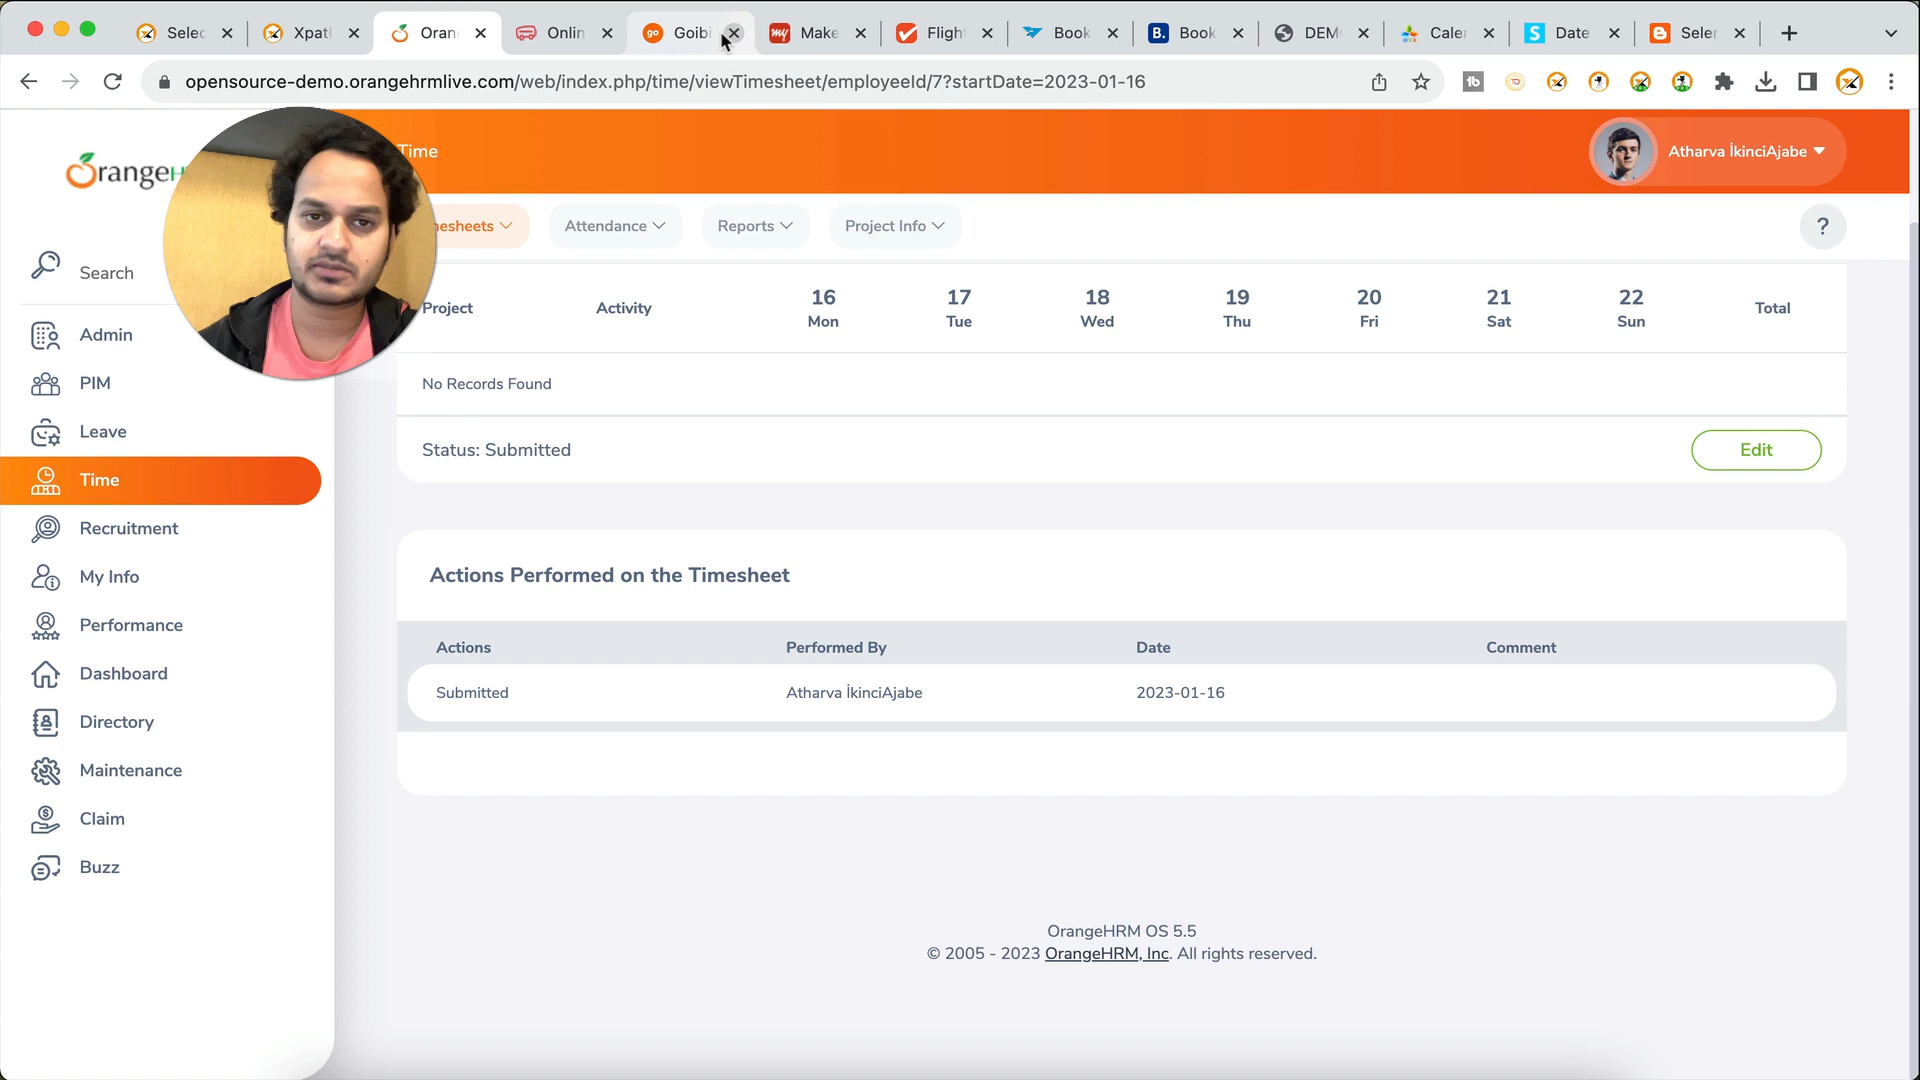 Selec
Xpat
Oran
Onlin
Goibi
Make
Fligh
Book
Book
DEM
Caler
Date
Seler
opensource-demo.orangehrmlive.com/web/index.php/time/viewTimesheet/employeeId/7?startDate=2023-01-16
rangeH
Time
Atharva İkinciAjabe
mesheets
Attendance
Reports
Project Info
?
Search
Admin
PIM
Leave
Time
Recruitment
My Info
Performance
Dashboard
Directory
Maintenance
Claim
Buzz
Project
Activity
16
Mon
17
Tue
18
Wed
19
Thu
20
Fri
21
Sat
22
Sun
Total
No Records Found
Status: Submitted
Edit
Actions Performed on the Timesheet
Actions
Performed By
Date
Comment
Submitted
Atharva İkinciAjabe
2023-01-16
OrangeHRM OS 5.5
© 2005 - 2023 OrangeHRM, Inc. All rights reserved.